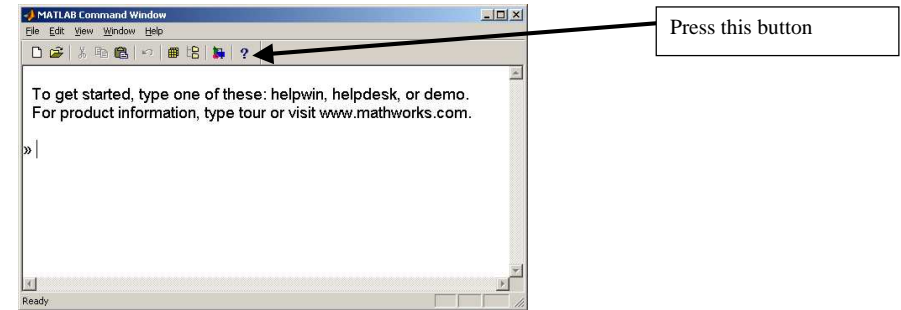 MATLAB Command Window
File Edit View Window Help
?
Press this button
To get started, type one of these: helpwin, helpdesk, or demo.
For product information, type tour or visit www.mathworks.com.
»
Ready